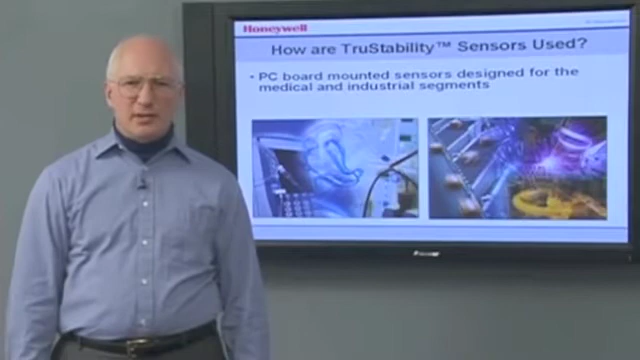 Honeywell
How are TruStability™ Sensors Used?
• PC board mounted sensors designed for the
medical and industrial segments